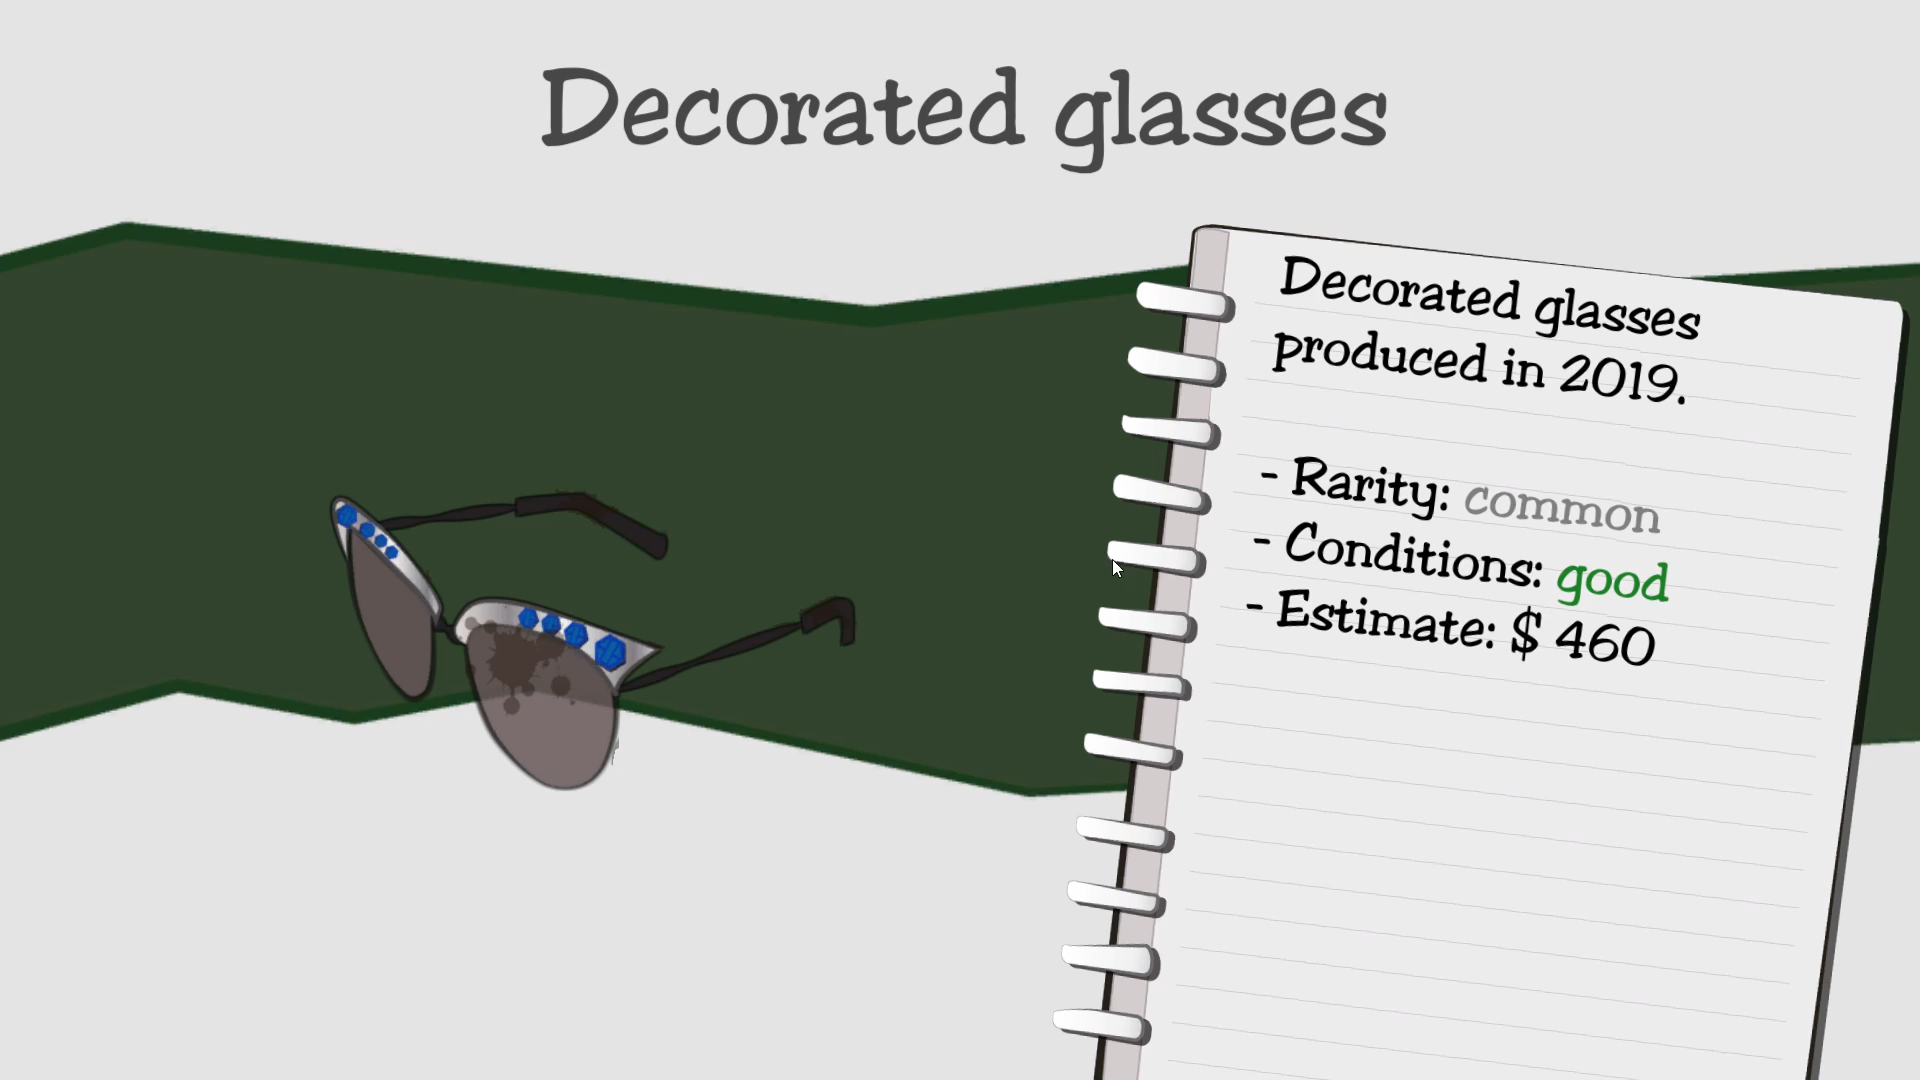 Decorated glasses
Decorated glasses
produced in 2019.
- Rarity: common
- Conditions: good
- Estimate: $ 460